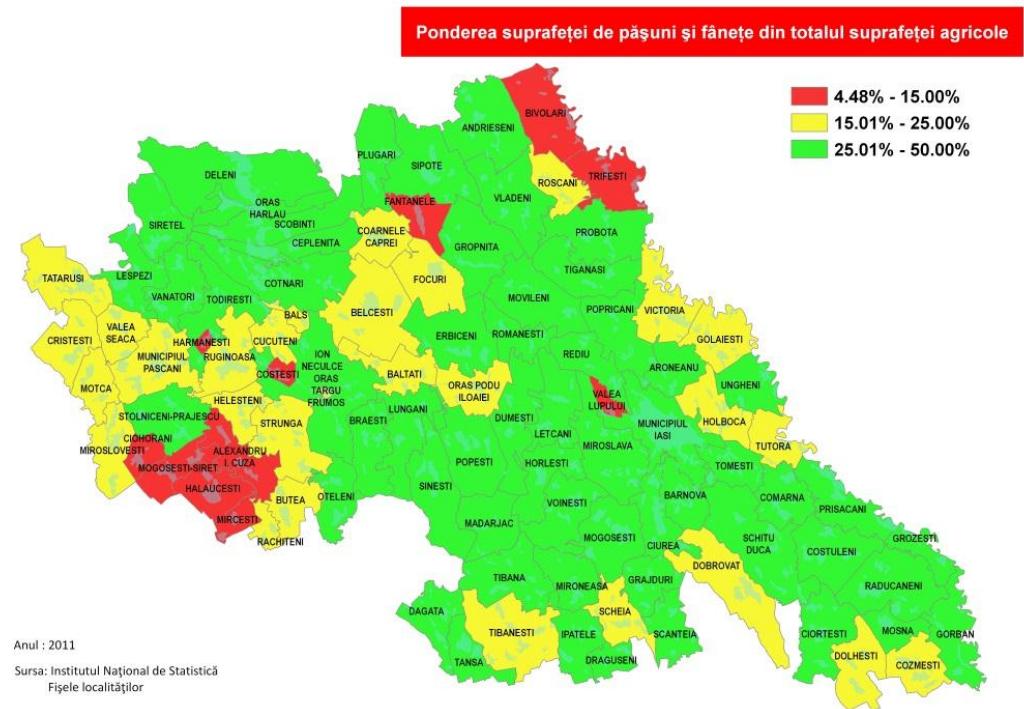 Ponderea suprafeței de pășuni și fânețe din totalul suprafeței agricole
4.48% - 15.00%
15.01% - 25.00%
25.01% - 50.00%
BIVOLARI
ANDRIESENI
PLUGARI
SIPOTE
TRIFESTI
ROSCANI
DELENI
VLADENI
FANTANELE
ORAS
HARLAU
SCOBINTI
SIRETEL
COARNELE
CAPREI
PROBOTA
CEPLENITA
GROPNITA
TIGANASI
LESPEZI
TATARUSI
FOCURI
COTNARI
VANATORI
TODIRESTI
MOVILENI
POPRICANI
VICTORIA
BALS
BELCESTI
VALEA
SEACA
CRISTESTI
HARMANESTI
CUCUTENI
ERBICENI
ROMANESTI
GOLAIESTI
MUNICIPIUL
PASCANI
RUGINOASA
ION
NECULCE
REDIU
ARONEANU
COSTESTI
BALTATI
ORAS PODU
ILOAIEI
UNGHENI
MOTCA
ORAS
TARGU
FRUMOS
VALEA
LUPULUI
HELESTENI
LUNGANI
STOLNICENI-PRAJESCU
STRUNGA
BRAESTI
DUMESTI
MUNICIPIUL
IASI
HOLBOCA
CIOHORANI
LETCANI
MIROSLAVA
TUTORA
MIROSLOVESTI
ALEXANDRU
I. CUZA
MOGOSESTI-SIRET
POPESTI
HORLESTI
TOMESTI
HALAUCESTI
SINESTI
BUTEA
OTELENI
VOINESTI
BARNOVA
COMARNA
PRISACANI
MIRCESTI
MADARJAC
MOGOSESTI
SCHITU
DUCA
GROZESTI
RACHITENI
CIUREA
COSTULENI
DOBROVAT
TIBANA
MIRONEASA
GRAJDURI
RADUCANENI
DAGATA
SCHEIA
TIBANESTI
IPATELE
SCANTEIA
CIORTESTI
MOSNA
GORBAN
TANSA
DRAGUSENI
DOLHESTI
COZMESTI
Anul : 2011
Sursa: Institutul Național de Statistică
Fișele localităților